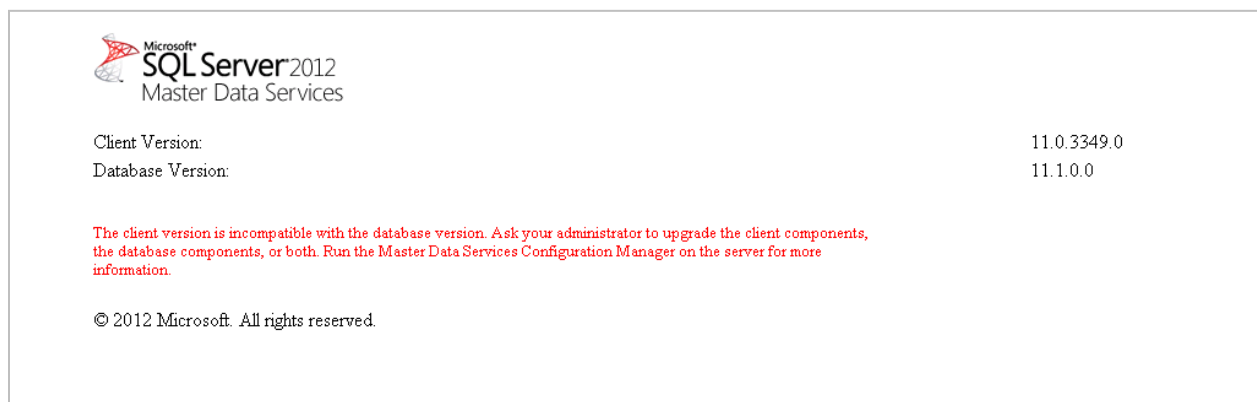 Microsoft®
SQL Server®2012
Master Data Services
Client Version: 11.0.3349.0
Database Version: 11.1.0.0
The client version is incompatible with the database version. Ask your administrator to upgrade the client components,
the database components, or both. Run the Master Data Services Configuration Manager on the server for more
information.
© 2012 Microsoft. All rights reserved.